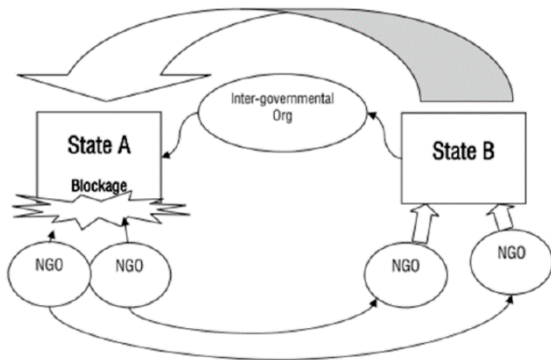 Inter-governmental
Org
State A
State B
Blockage
NGO
NGO
NGO
NGO